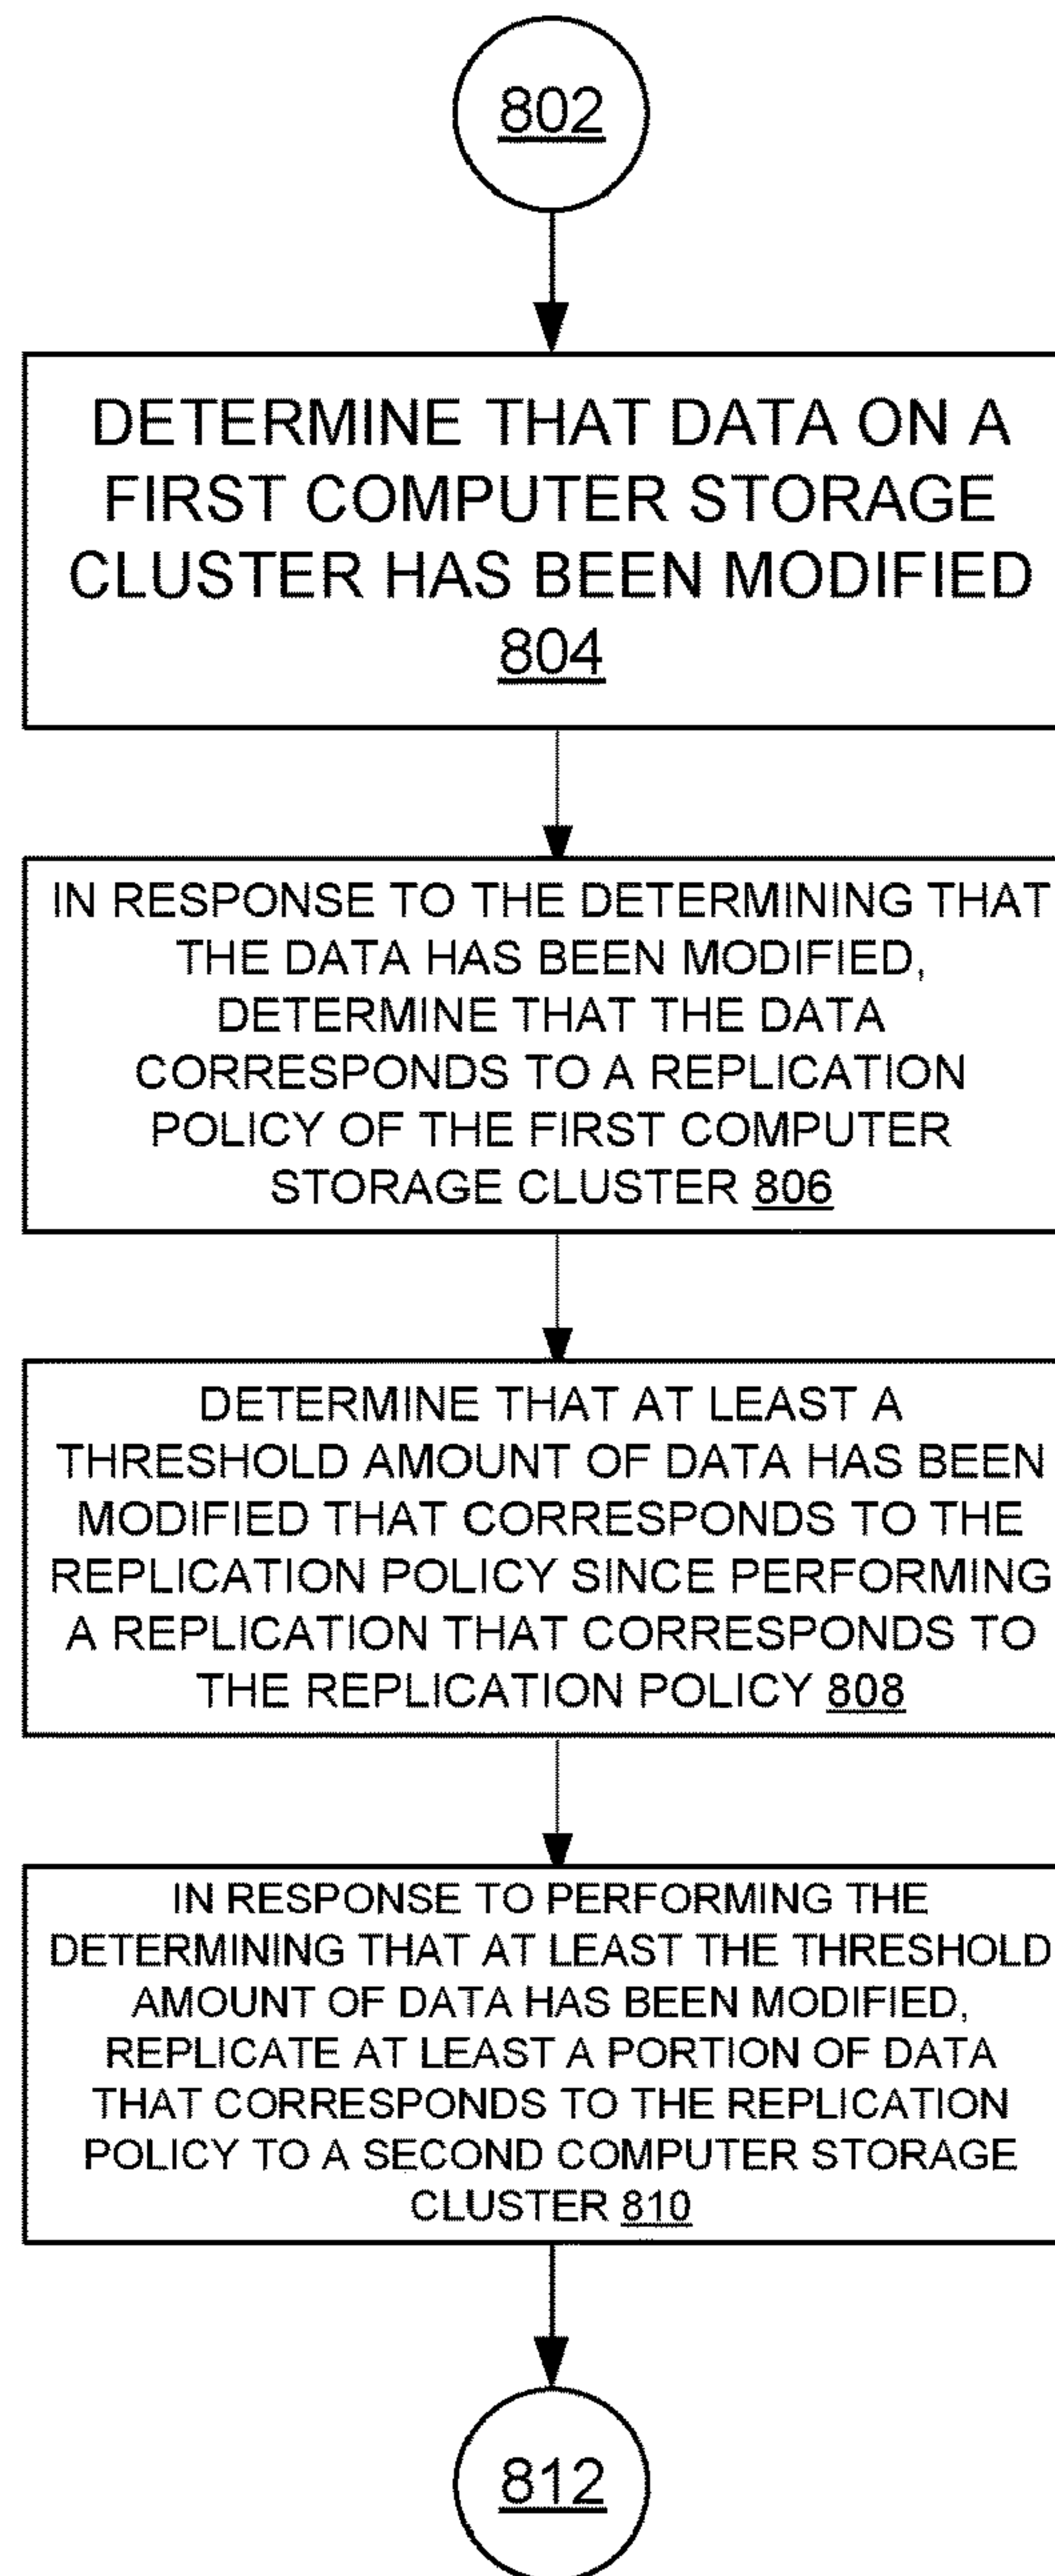 802
DETERMINE THAT DATA ON A
FIRST COMPUTER STORAGE
CLUSTER HAS BEEN MODIFIED
804
IN RESPONSE TO THE DETERMINING THAT
THE DATA HAS BEEN MODIFIED,
DETERMINE THAT THE DATA
CORRESPONDS TO A REPLICATION
POLICY OF THE FIRST COMPUTER
STORAGE CLUSTER 806
DETERMINE THAT AT LEAST A
THRESHOLD AMOUNT OF DATA HAS BEEN
MODIFIED THAT CORRESPONDS TO THE
REPLICATION POLICY SINCE PERFORMING
A REPLICATION THAT CORRESPONDS TO
THE REPLICATION POLICY 808
IN RESPONSE TO PERFORMING THE
DETERMINING THAT AT LEAST THE THRESHOLD
AMOUNT OF DATA HAS BEEN MODIFIED,
REPLICATE AT LEAST A PORTION OF DATA
THAT CORRESPONDS TO THE REPLICATION
POLICY TO A SECOND COMPUTER STORAGE
CLUSTER 810
812